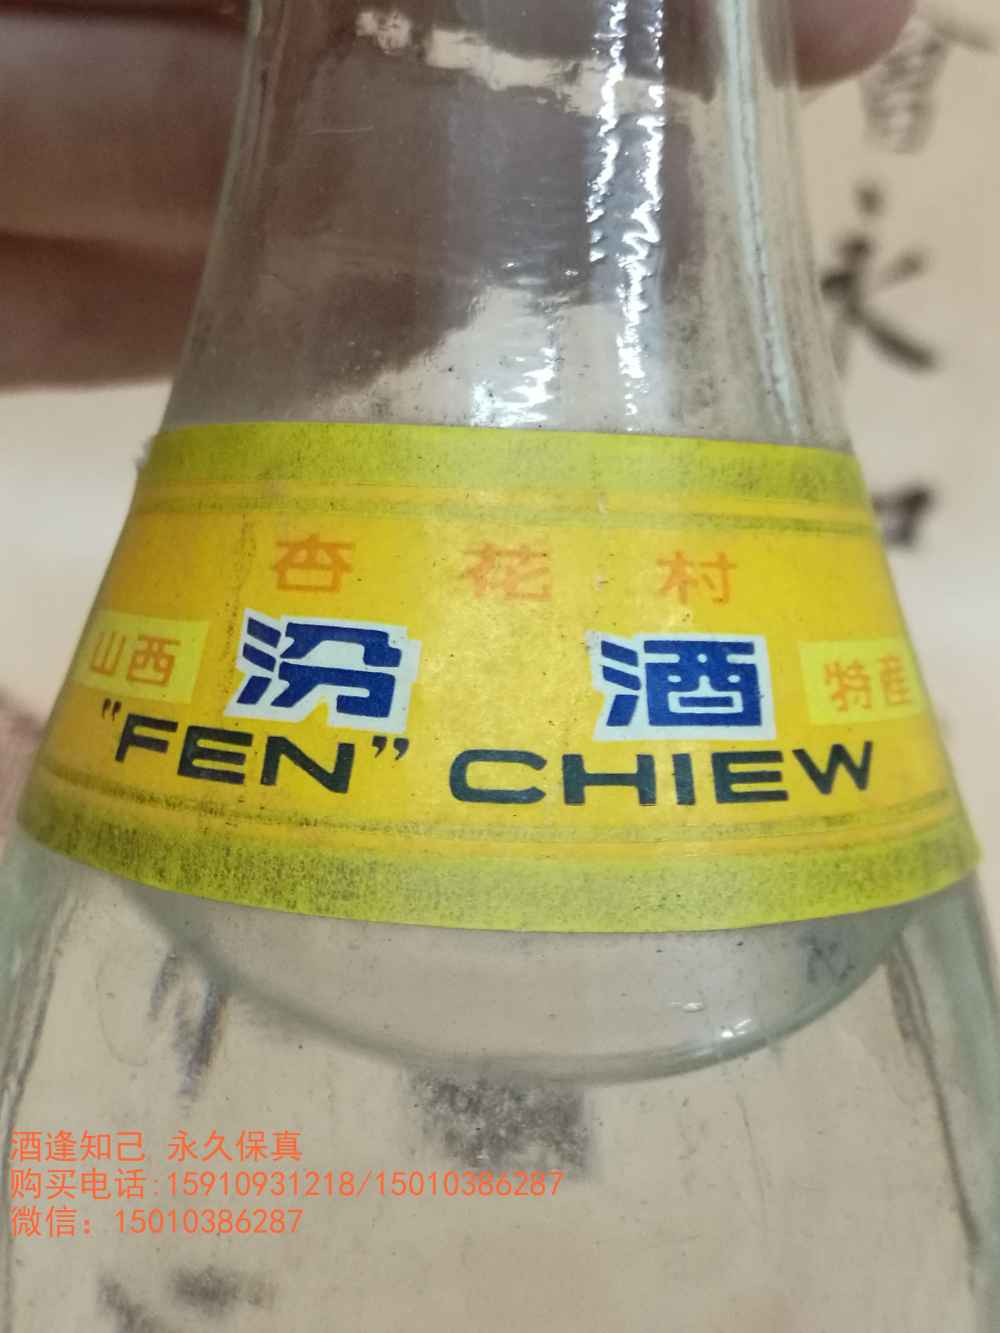 杏花村
山西 汾酒 特産
"FEN" CHIEW
酒逢知己 永久保真
购买电话:15910931218/15010386287
微信：15010386287